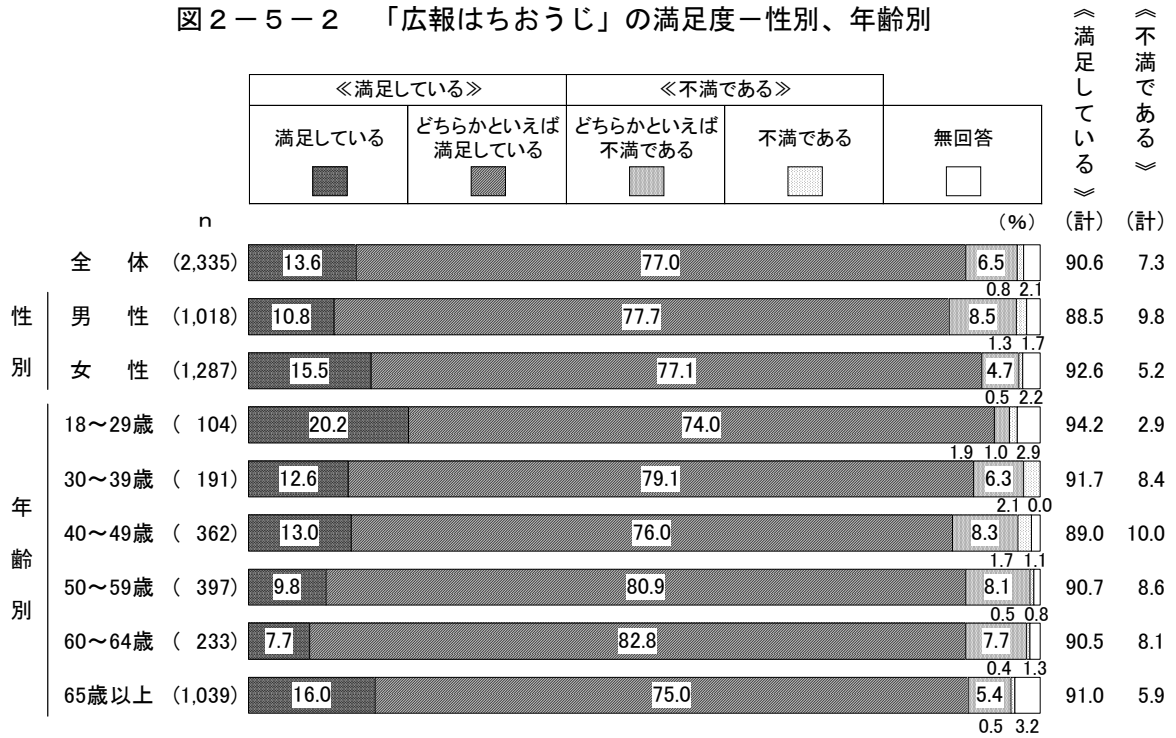 図２－５－２　「広報はちおうじ」の満足度－性別、年齢別
≪満足している≫
≪不満である≫
≪満足している≫ ≪不満である≫
満足している
どちらかといえば
満足している
どちらかといえば
不満である
不満である
無回答
n (%) (計) (計)
全　体 (2,335) 13.6 77.0 6.5 90.6 7.3
0.8 2.1
性別
男　性 (1,018) 10.8 77.7 8.5 88.5 9.8
1.3 1.7
女　性 (1,287) 15.5 77.1 4.7 92.6 5.2
0.5 2.2
年齢別
18～29歳 ( 104) 20.2 74.0 94.2 2.9
1.9 1.0 2.9
30～39歳 ( 191) 12.6 79.1 6.3 91.7 8.4
2.1 0.0
40～49歳 ( 362) 13.0 76.0 8.3 89.0 10.0
1.7 1.1
50～59歳 ( 397) 9.8 80.9 8.1 90.7 8.6
0.5 0.8
60～64歳 ( 233) 7.7 82.8 7.7 90.5 8.1
0.4 1.3
65歳以上 (1,039) 16.0 75.0 5.4 91.0 5.9
0.5 3.2